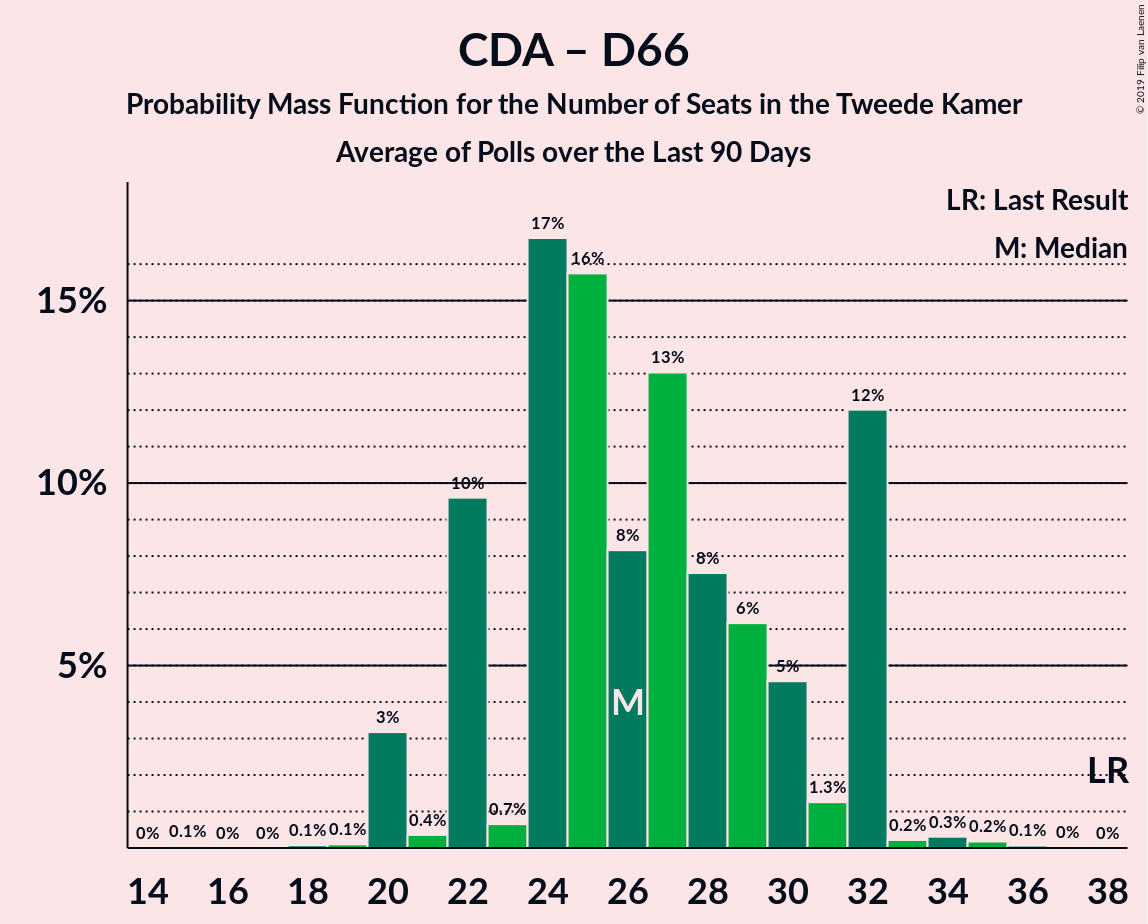 © 2019 Filip van Laenen
CDA – D66
Probability Mass Function for the Number of Seats in the Tweede Kamer
Average of Polls over the Last 90 Days
LR: Last Result
M: Median
15%
10%
5%
0% 0.1% 0% 0% 0.1% 0.1% 3% 0.4% 10% 0.7% 17% 16% 8% 13% 8% 6% 5% 1.3% 12% 0.2% 0.3% 0.2% 0.1% 0% 0%
M
LR
14 16 18 20 22 24 26 28 30 32 34 36 38